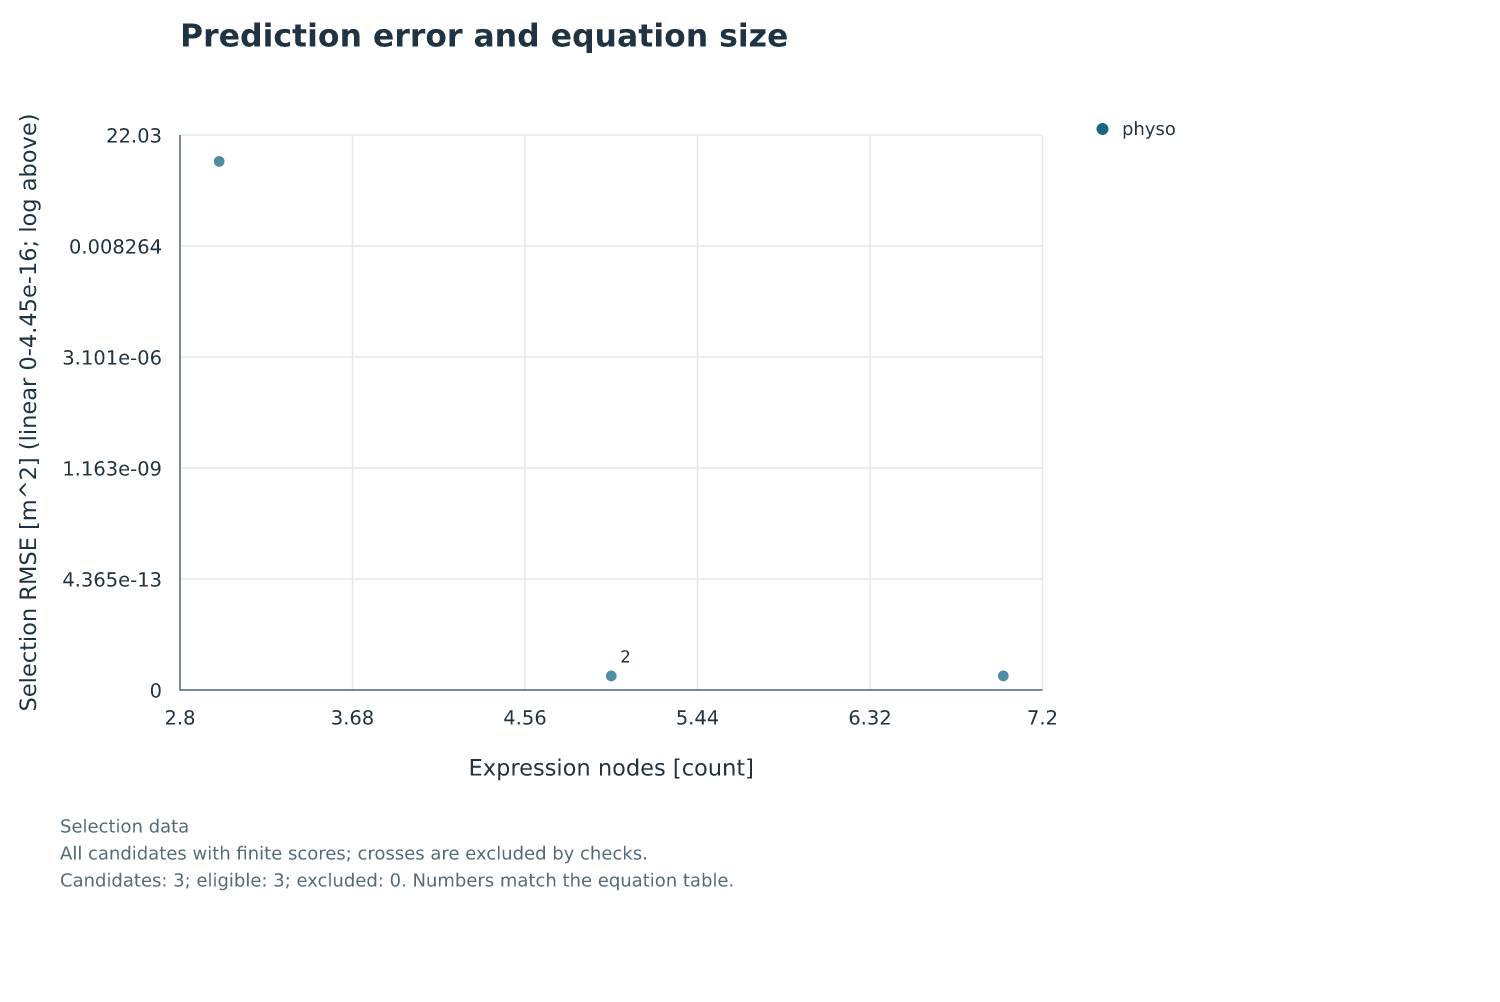 Prediction error and equation size
Selection RMSE [m^2] (linear 0-4.45e-16; log above)
22.03
0.008264
3.101e-06
1.163e-09
4.365e-13
0
2
2.8
3.68
4.56
5.44
6.32
7.2
Expression nodes [count]
physo
Selection data
All candidates with finite scores; crosses are excluded by checks.
Candidates: 3; eligible: 3; excluded: 0. Numbers match the equation table.